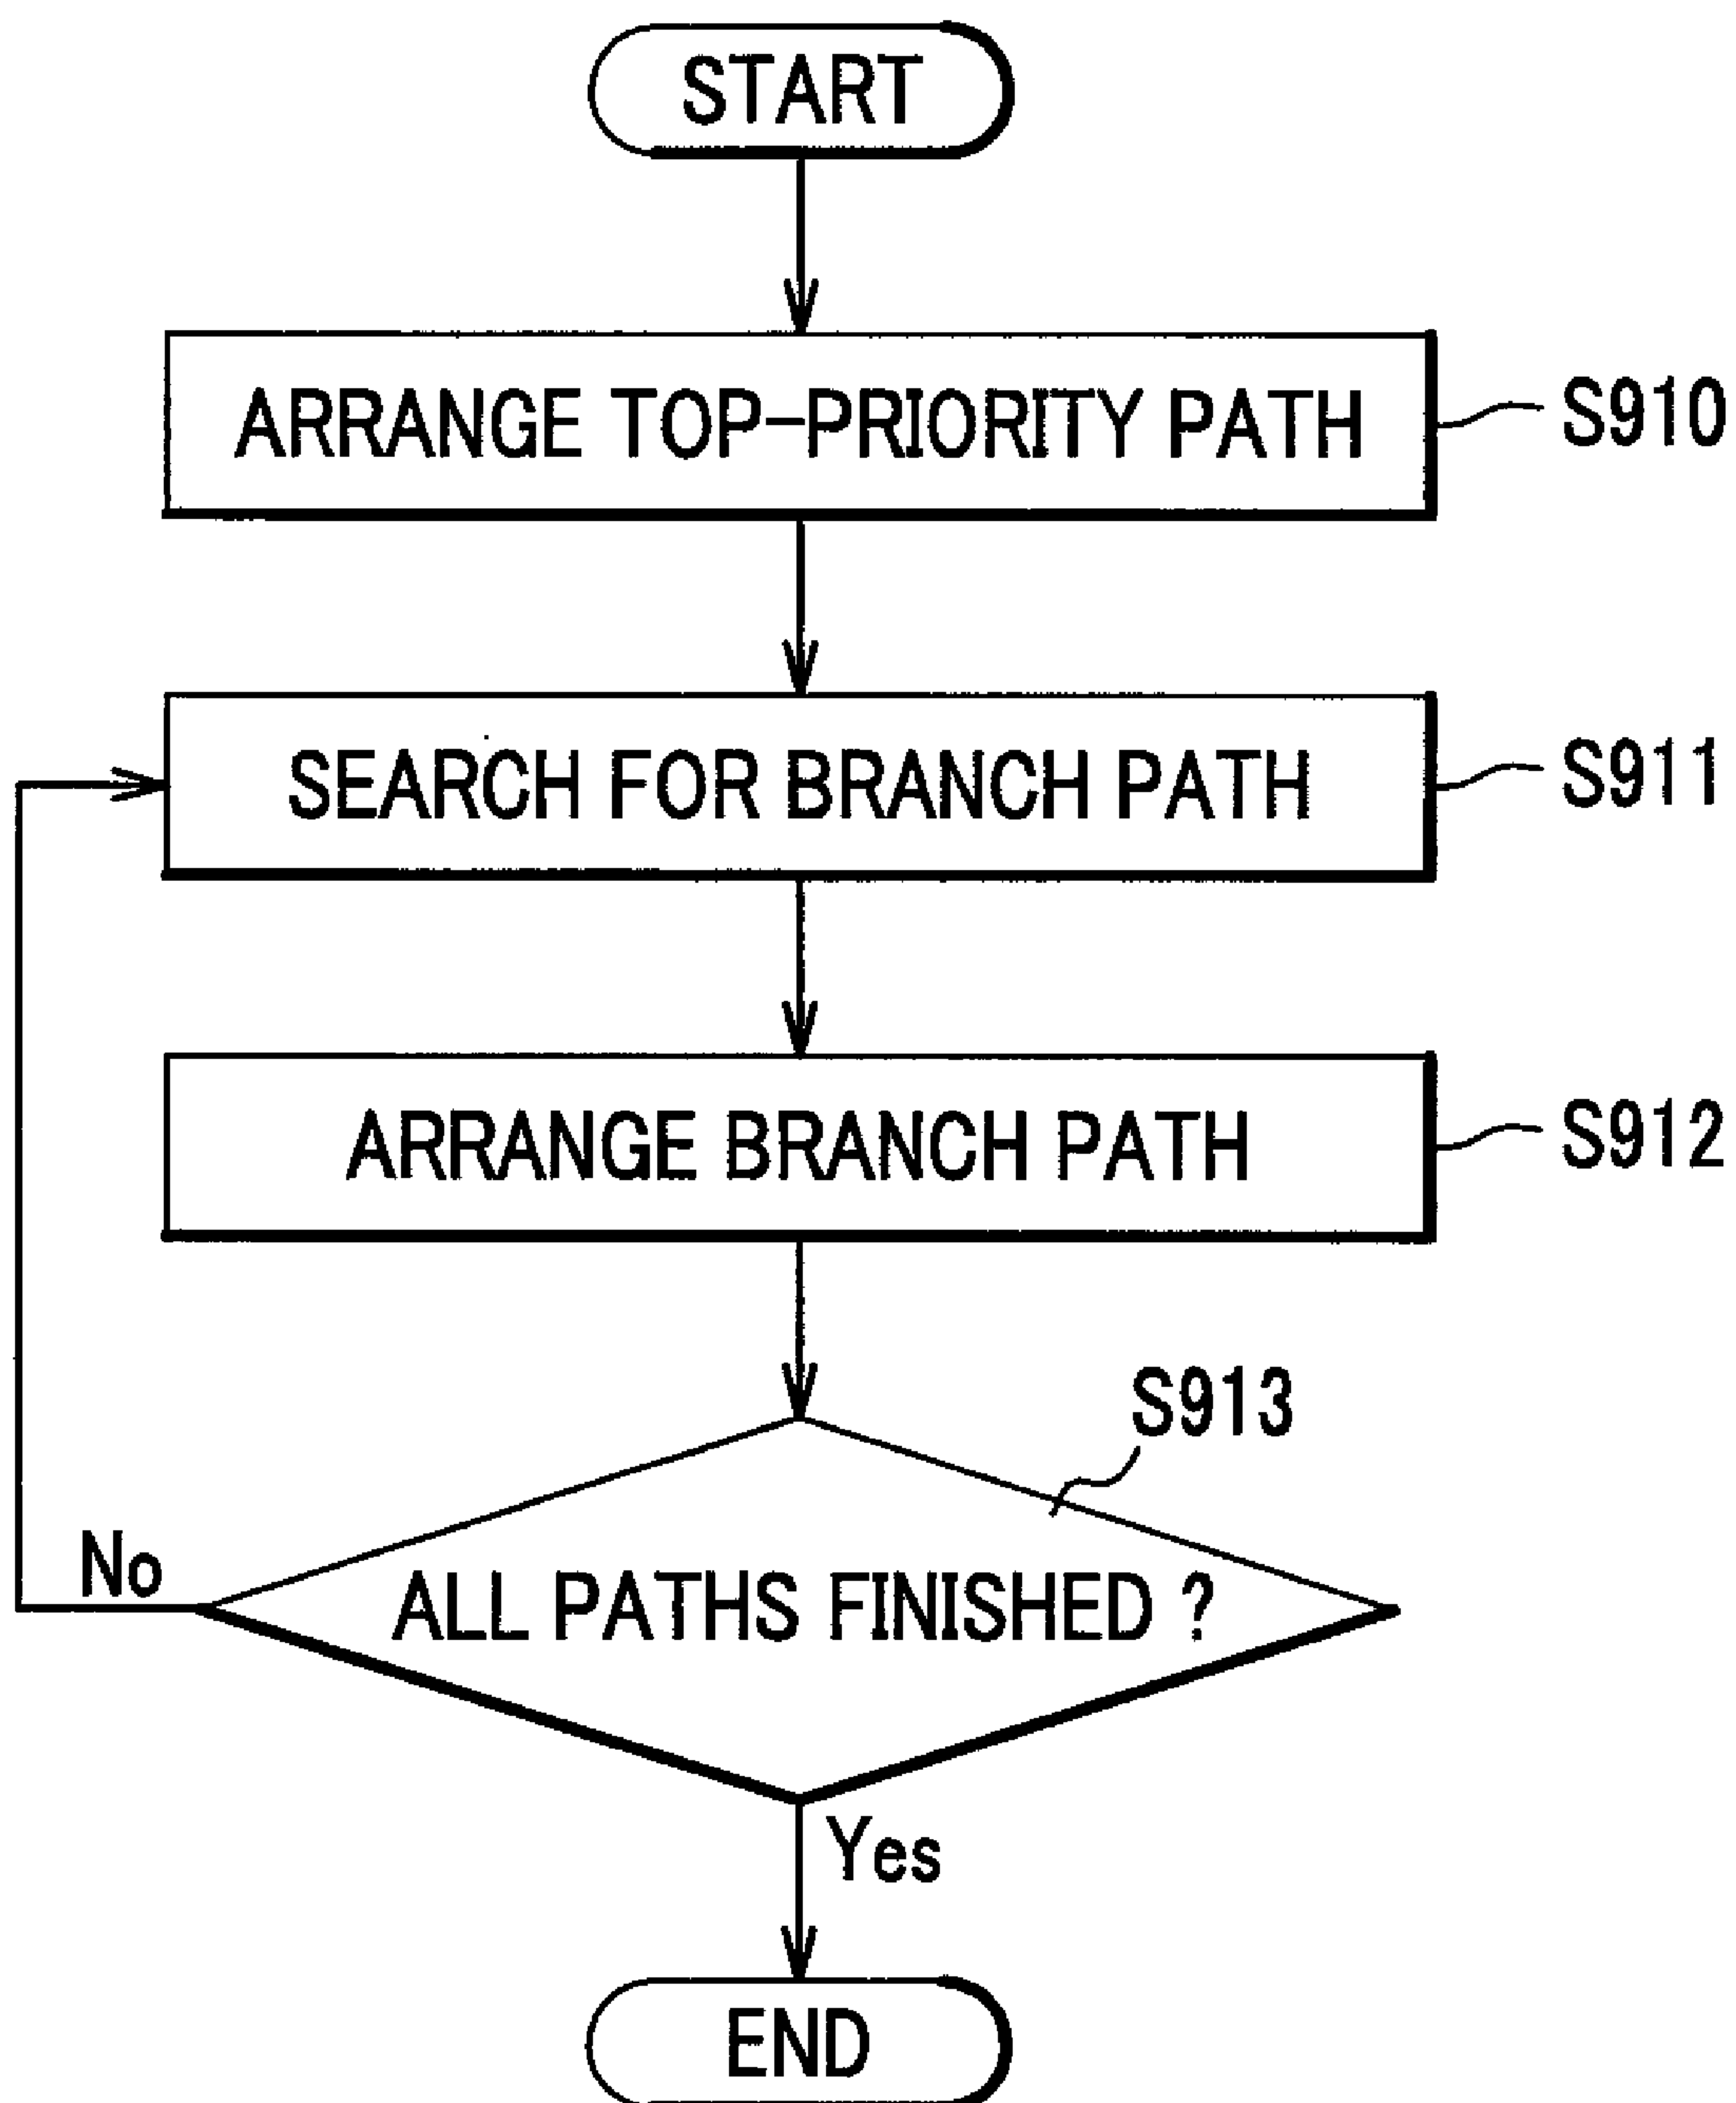 START
ARRANGE TOP-PRIORITY PATH
S910
SEARCH FOR BRANCH PATH
S911
ARRANGE BRANCH PATH
S912
S913
ALL PATHS FINISHED ?
No
Yes
END